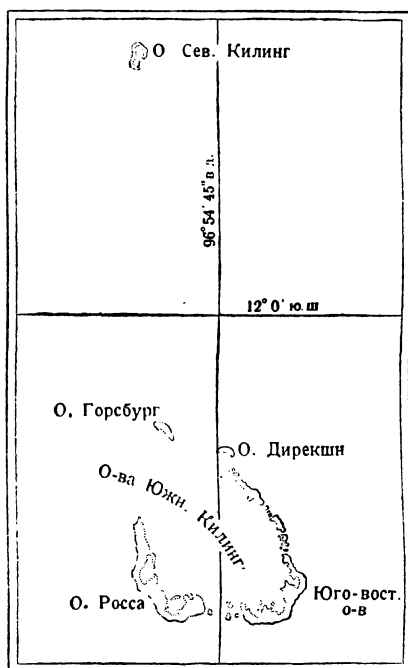 О Сев. Килинг
96°54'45" в д.
12°0' ю. ш
О. Горсбург
О. Дирекшн
О-ва Южн. Килинг.
О. Росса
Юго-вост.
о-в